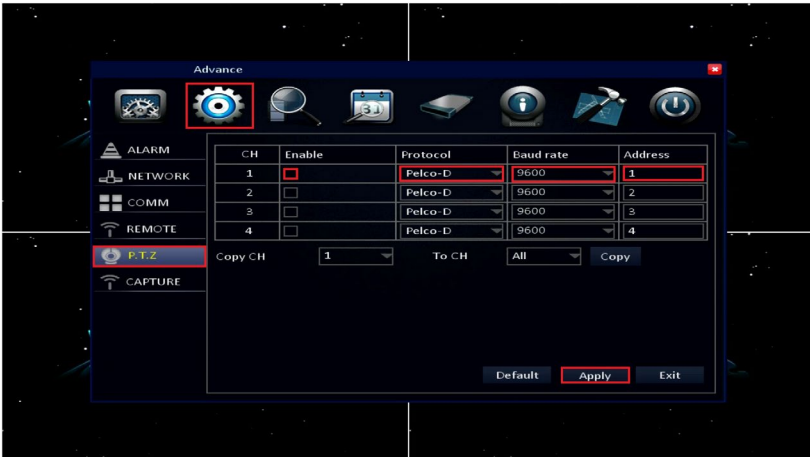 Advance
31
ALARM
NETWORK
COMM
REMOTE
P.T.Z
CAPTURE
CH Enable Protocol Baud rate Address
1 Pelco-D 9600 1
2 Pelco-D 9600 2
3 Pelco-D 9600 3
4 Pelco-D 9600 4
Copy CH 1 To CH All Copy
Default Apply Exit